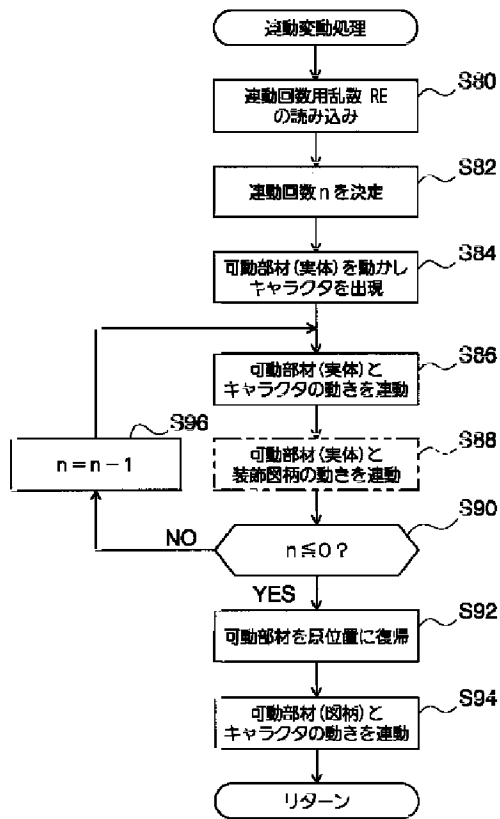 連動変動処理
S80
連動回数用乱数 RE
の読み込み
S82
連動回数nを決定
S84
可動部材(実体)を動かし
キャラクタを出現
S86
可動部材(実体)と
キャラクタの動きを連動
S96
n=n-1
S88
可動部材(実体)と
装飾図柄の動きを連動
S90
n≦0?
NO
YES
S92
可動部材を原位置に復帰
S94
可動部材(図柄)と
キャラクタの動きを連動
リターン